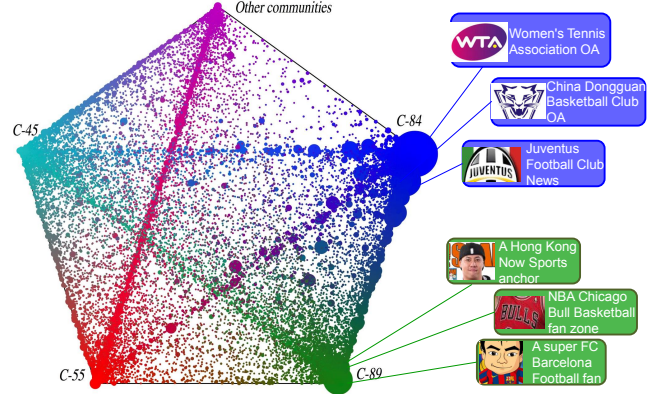 Other communities
WTA
Women's Tennis
Association OA
C-84
China Dongguan
Basketball Club
OA
C-45
JUVENTUS
Juventus
Football Club
News
A Hong Kong
Now Sports
anchor
BULLS
NBA Chicago
Bull Basketball
fan zone
A super FC
Barcelona
Football fan
C-55
C-89